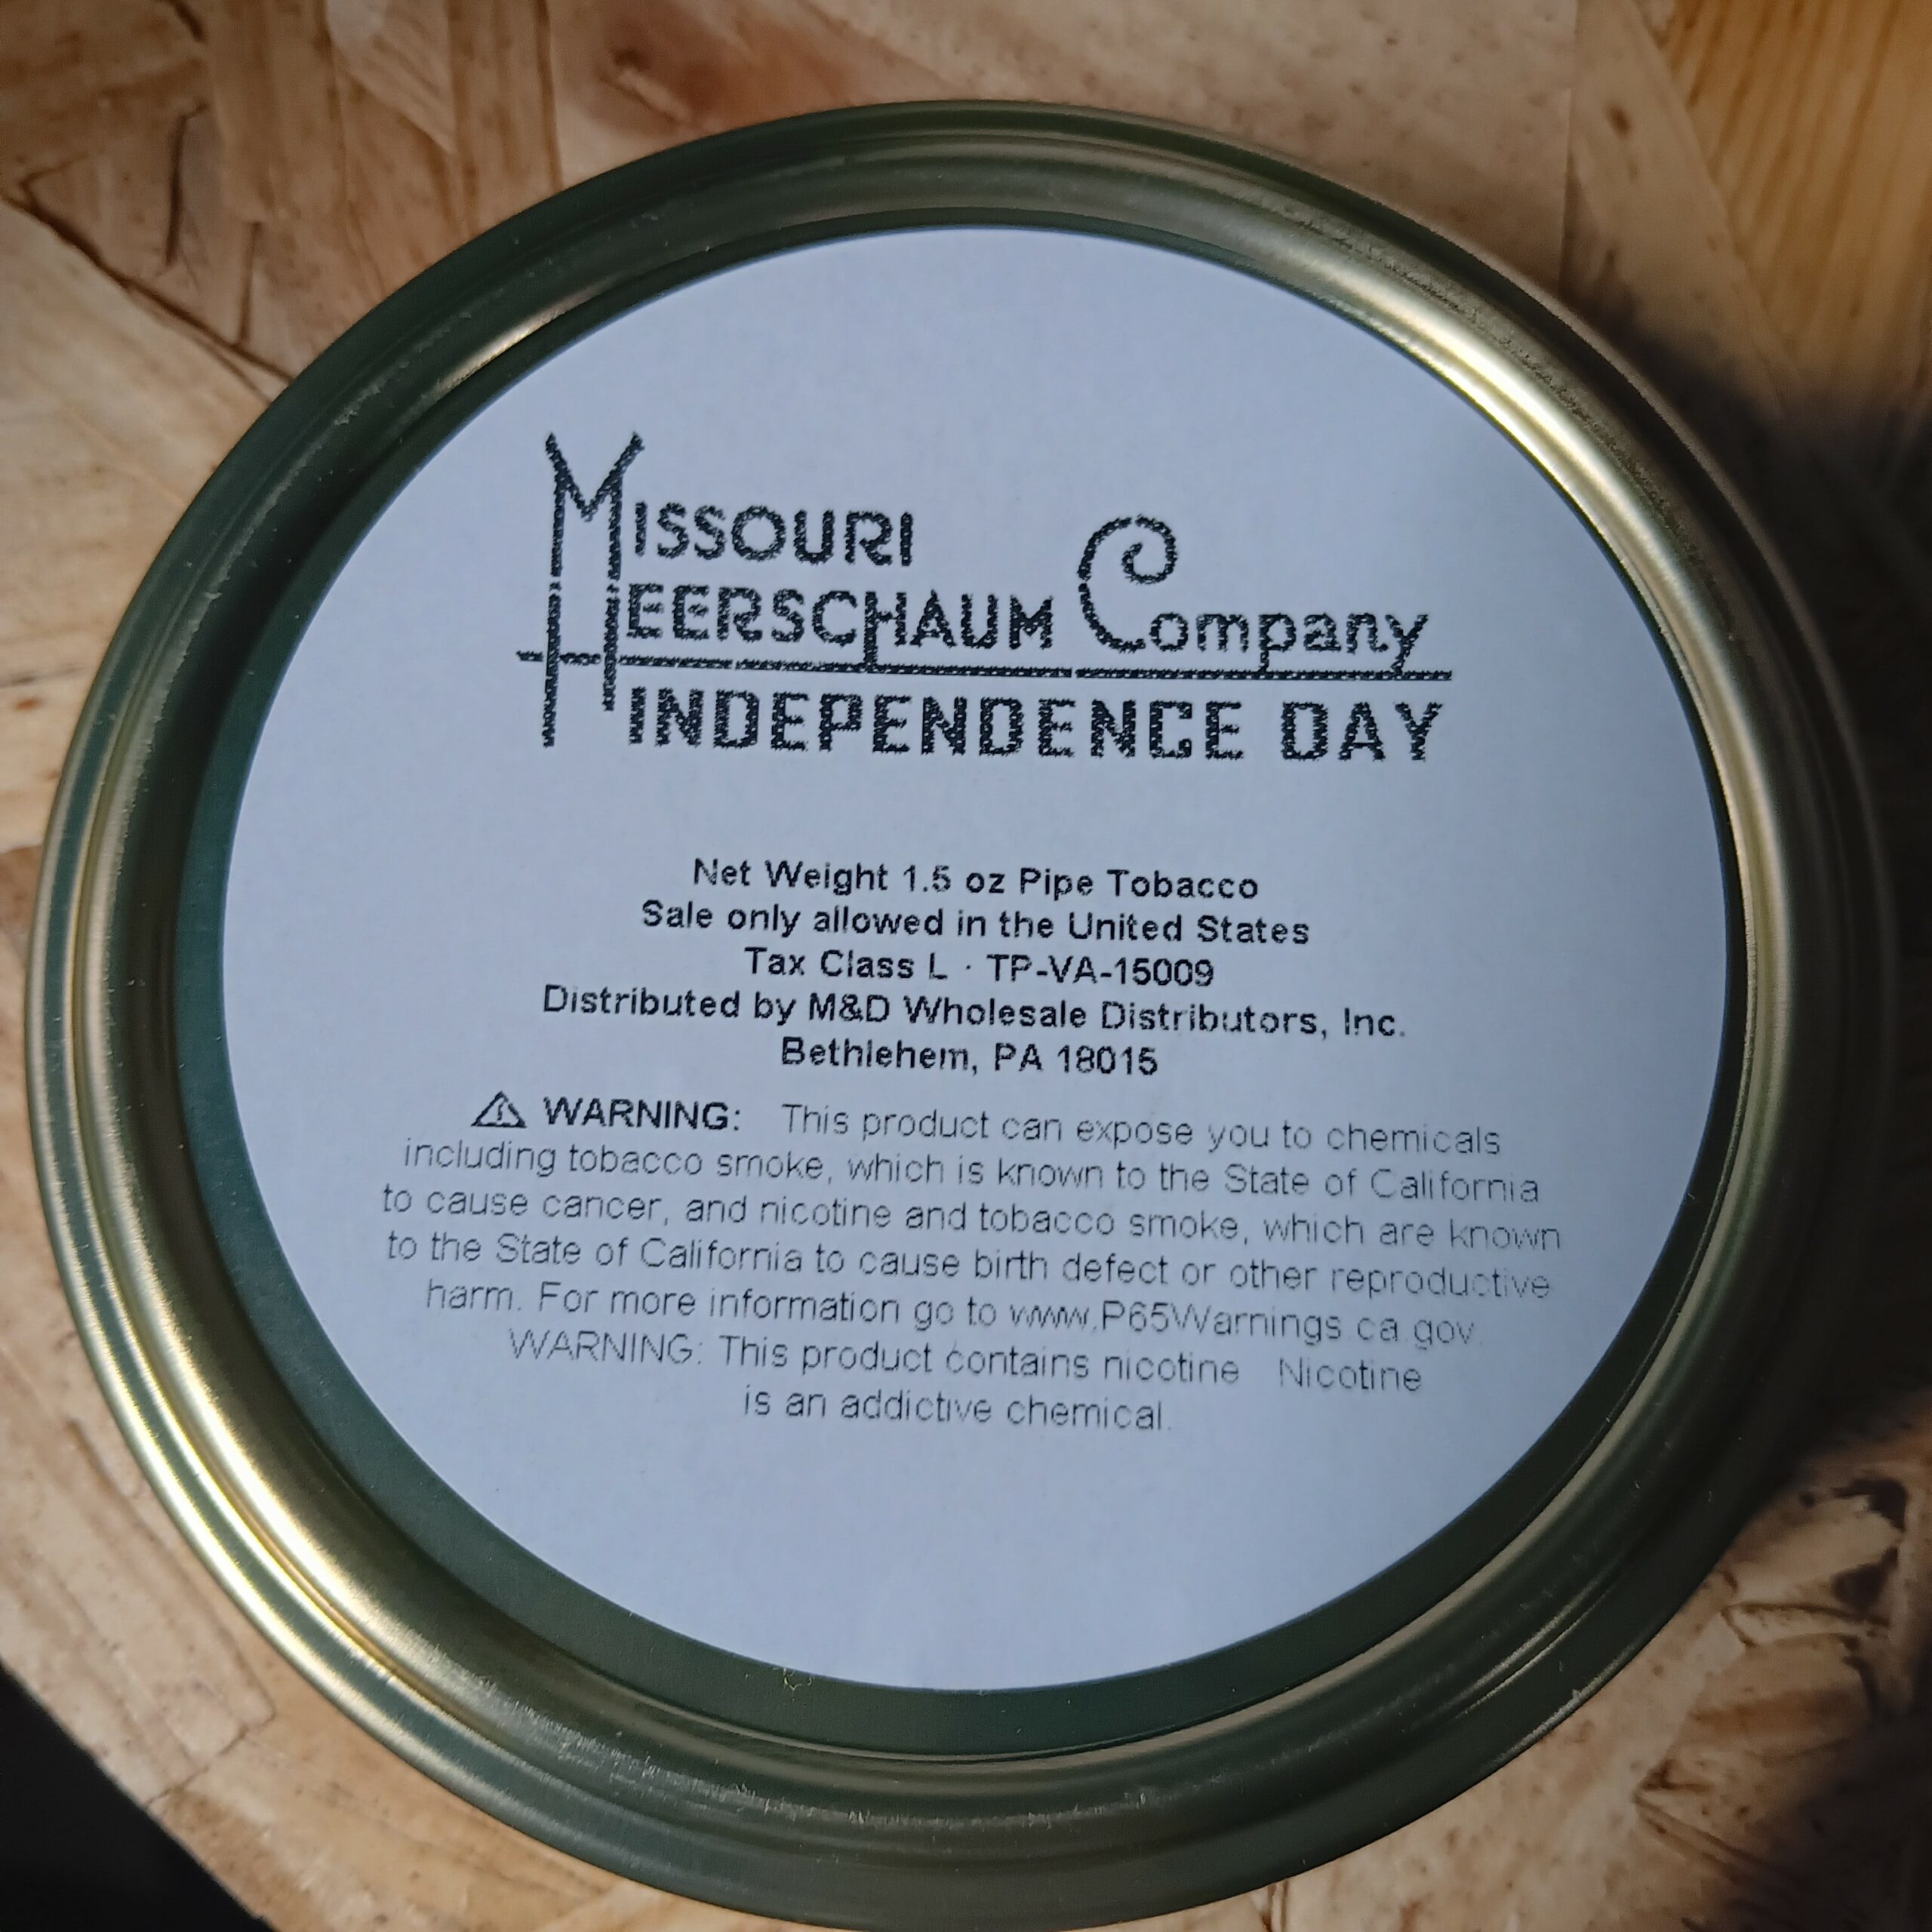 MISSOURI
MEERSCHAUM Company
INDEPENDENCE DAY
Net Weight 1.5 oz Pipe Tobacco
Sale only allowed in the United States
Tax Class L · TP-VA-15009
Distributed by M&D Wholesale Distributors, Inc.
Bethlehem, PA 18015
⚠ WARNING: This product can expose you to chemicals
including tobacco smoke, which is known to the State of California
to cause cancer, and nicotine and tobacco smoke, which are known
to the State of California to cause birth defect or other reproductive
harm. For more information go to www.P65Warnings.ca.gov.
WARNING: This product contains nicotine Nicotine
is an addictive chemical.